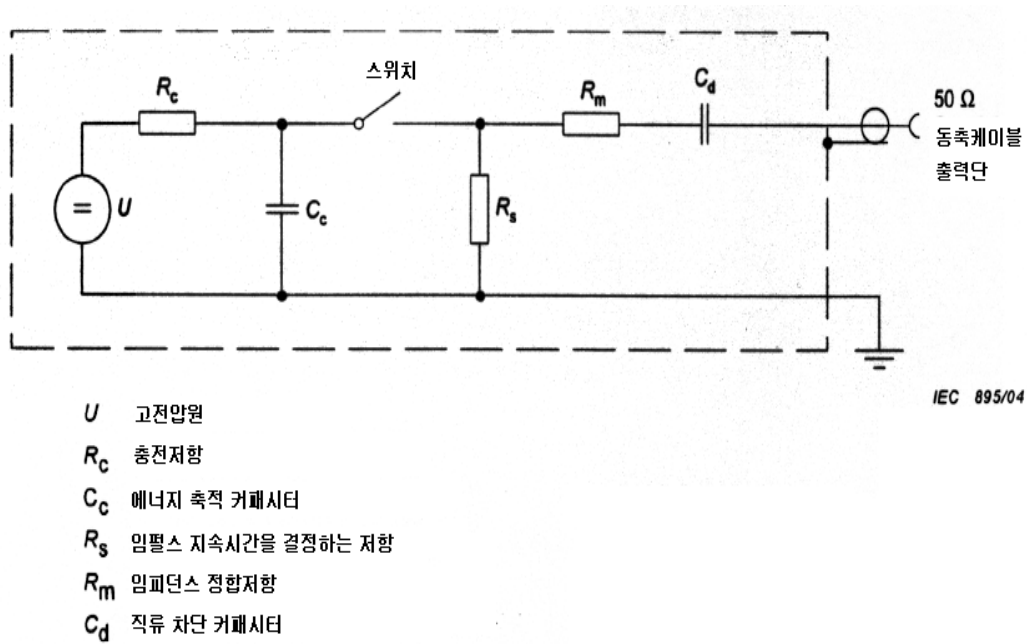 스위치
R_c
R_m
C_d
50 Ω
동축케이블
출력단
U
C_c
R_s
IEC 895/04
U 고전압원
R_c 충전저항
C_c 에너지 축적 커패시터
R_s 임펄스 지속시간을 결정하는 저항
R_m 임피던스 정합저항
C_d 직류 차단 커패시터